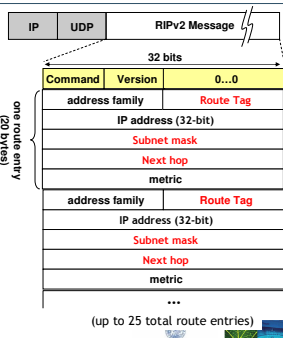 IP UDP RIPv2 Message
32 bits
Command Version 0...0
address family Route Tag
IP address (32-bit)
Subnet mask
Next hop
metric
one route entry
(20 bytes)
address family Route Tag
IP address (32-bit)
Subnet mask
Next hop
metric
...
(up to 25 total route entries)